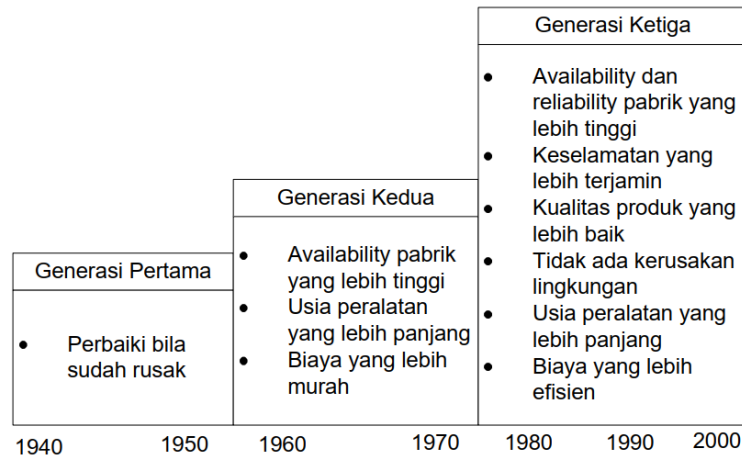 Generasi Pertama
• Perbaiki bila
sudah rusak
Generasi Kedua
• Availability pabrik
yang lebih tinggi
• Usia peralatan
yang lebih panjang
• Biaya yang lebih
murah
Generasi Ketiga
• Availability dan
reliability pabrik yang
lebih tinggi
• Keselamatan yang
lebih terjamin
• Kualitas produk yang
lebih baik
• Tidak ada kerusakan
lingkungan
• Usia peralatan yang
lebih panjang
• Biaya yang lebih
efisien
1940 1950 1960 1970 1980 1990 2000